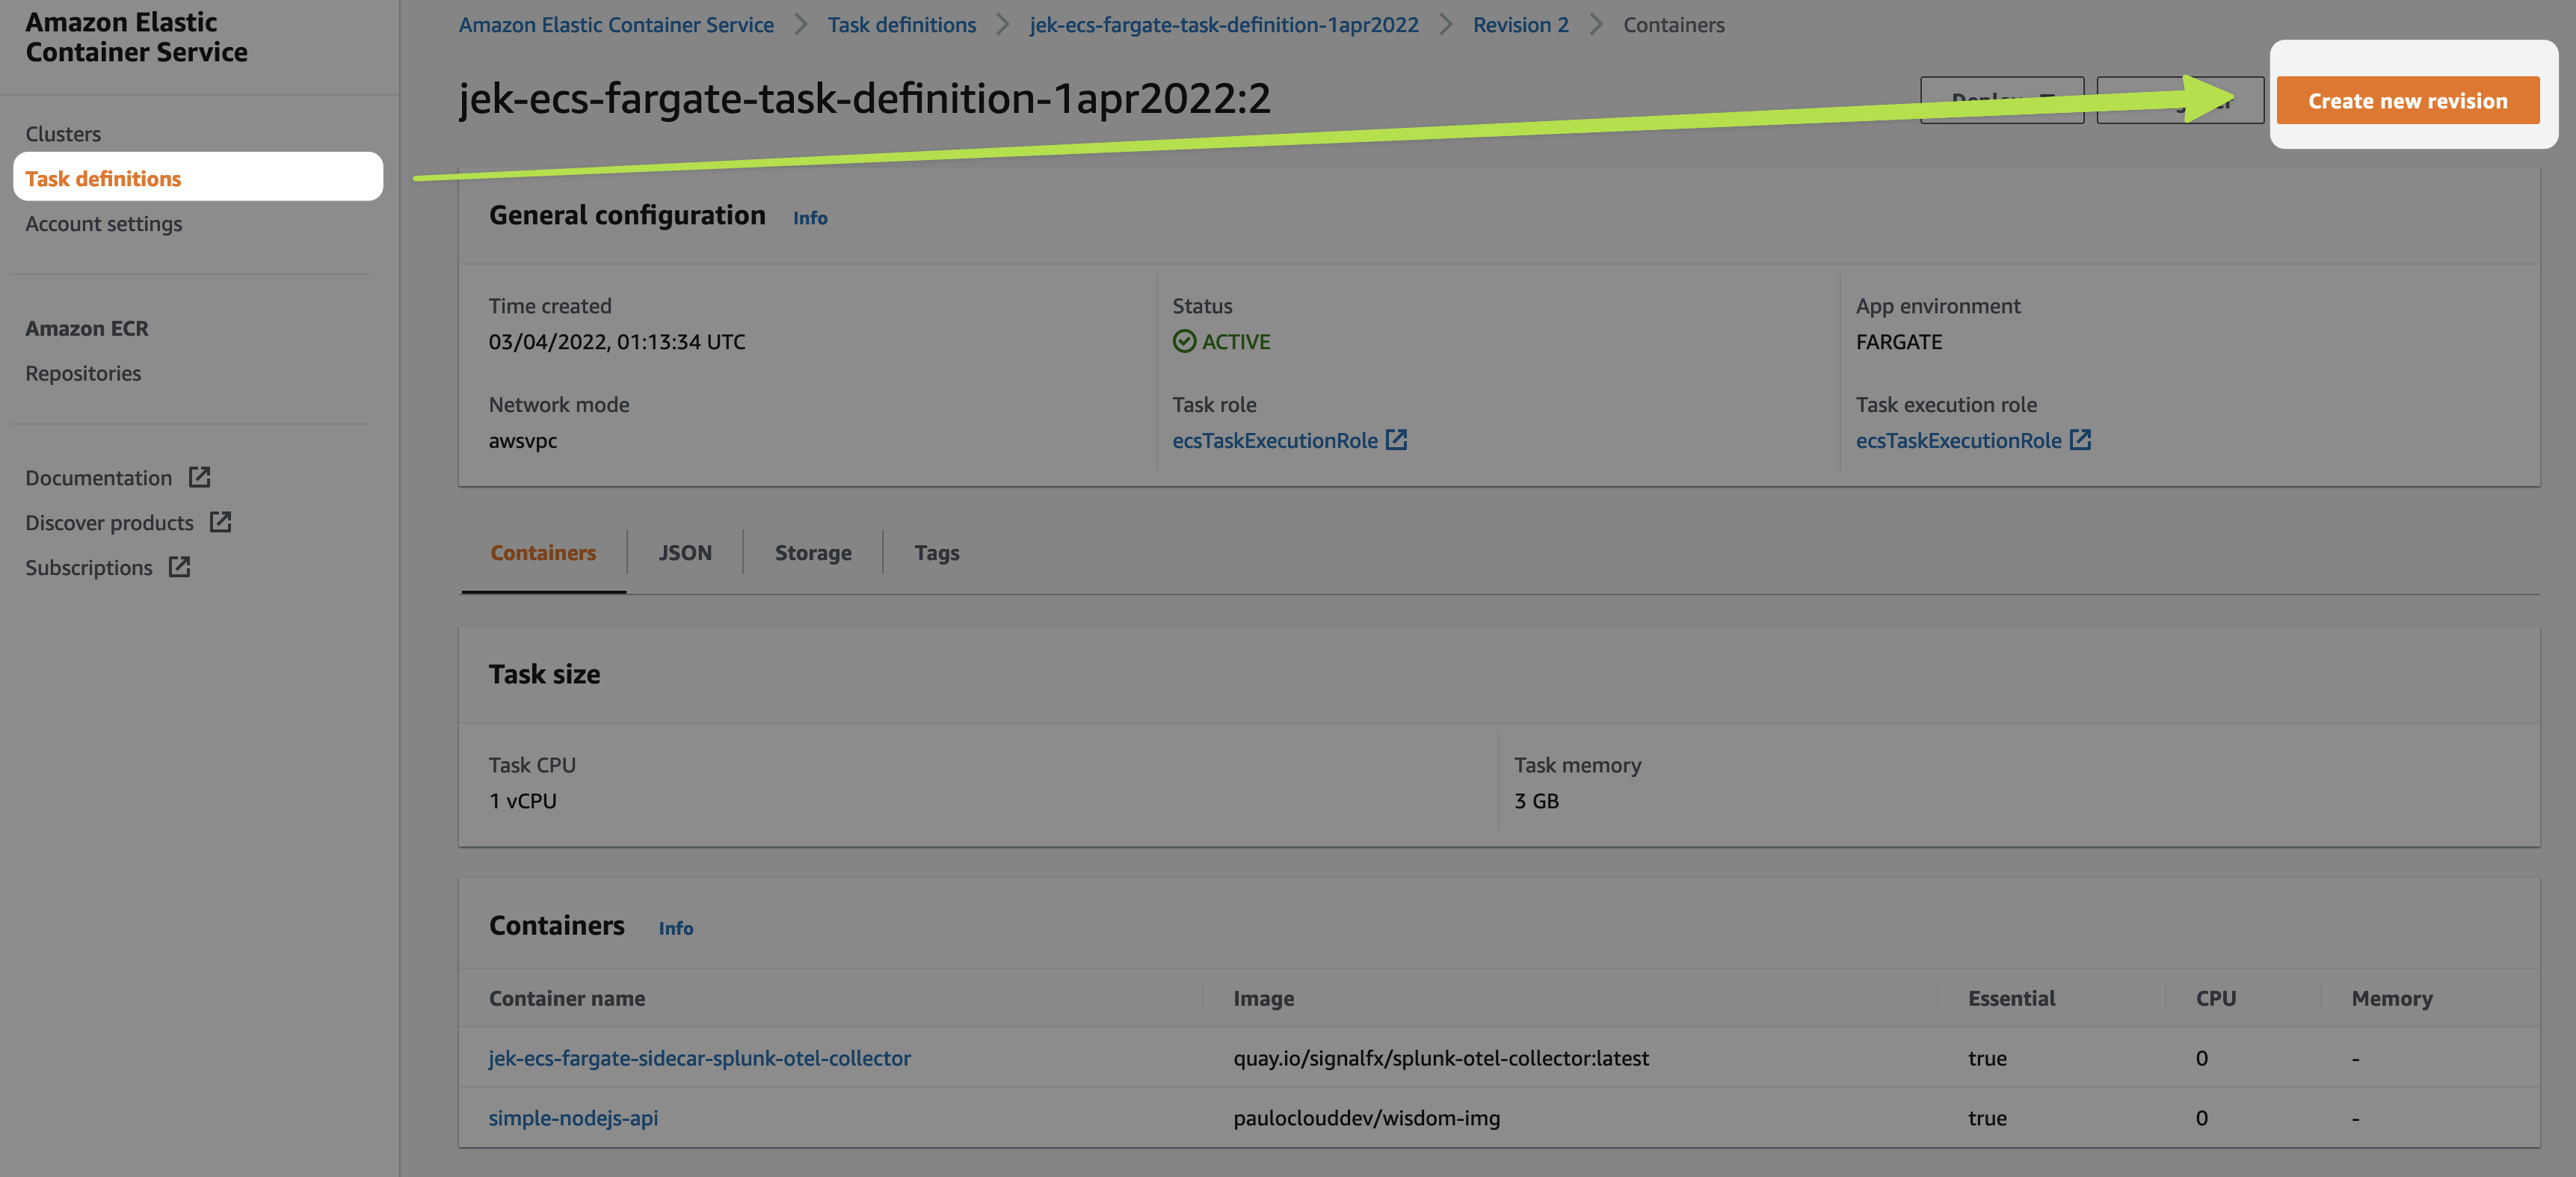 Amazon Elastic
Container Service
Clusters
Task definitions
Account settings
Amazon ECR
Repositories
Documentation
Discover products
Subscriptions
Amazon Elastic Container Service > Task definitions > jek-ecs-fargate-task-definition-1apr2022 > Revision 2 > Containers
jek-ecs-fargate-task-definition-1apr2022:2
Create new revision
General configuration Info
Time created Status App environment
03/04/2022, 01:13:34 UTC ACTIVE FARGATE
Network mode Task role Task execution role
awsvpc ecsTaskExecutionRole ecsTaskExecutionRole
Containers JSON Storage Tags
Task size
Task CPU Task memory
1 vCPU 3 GB
Containers Info
Container name Image Essential CPU Memory
jek-ecs-fargate-sidecar-splunk-otel-collector quay.io/signalfx/splunk-otel-collector:latest true 0 -
simple-nodejs-api pauloclouddev/wisdom-img true 0 -